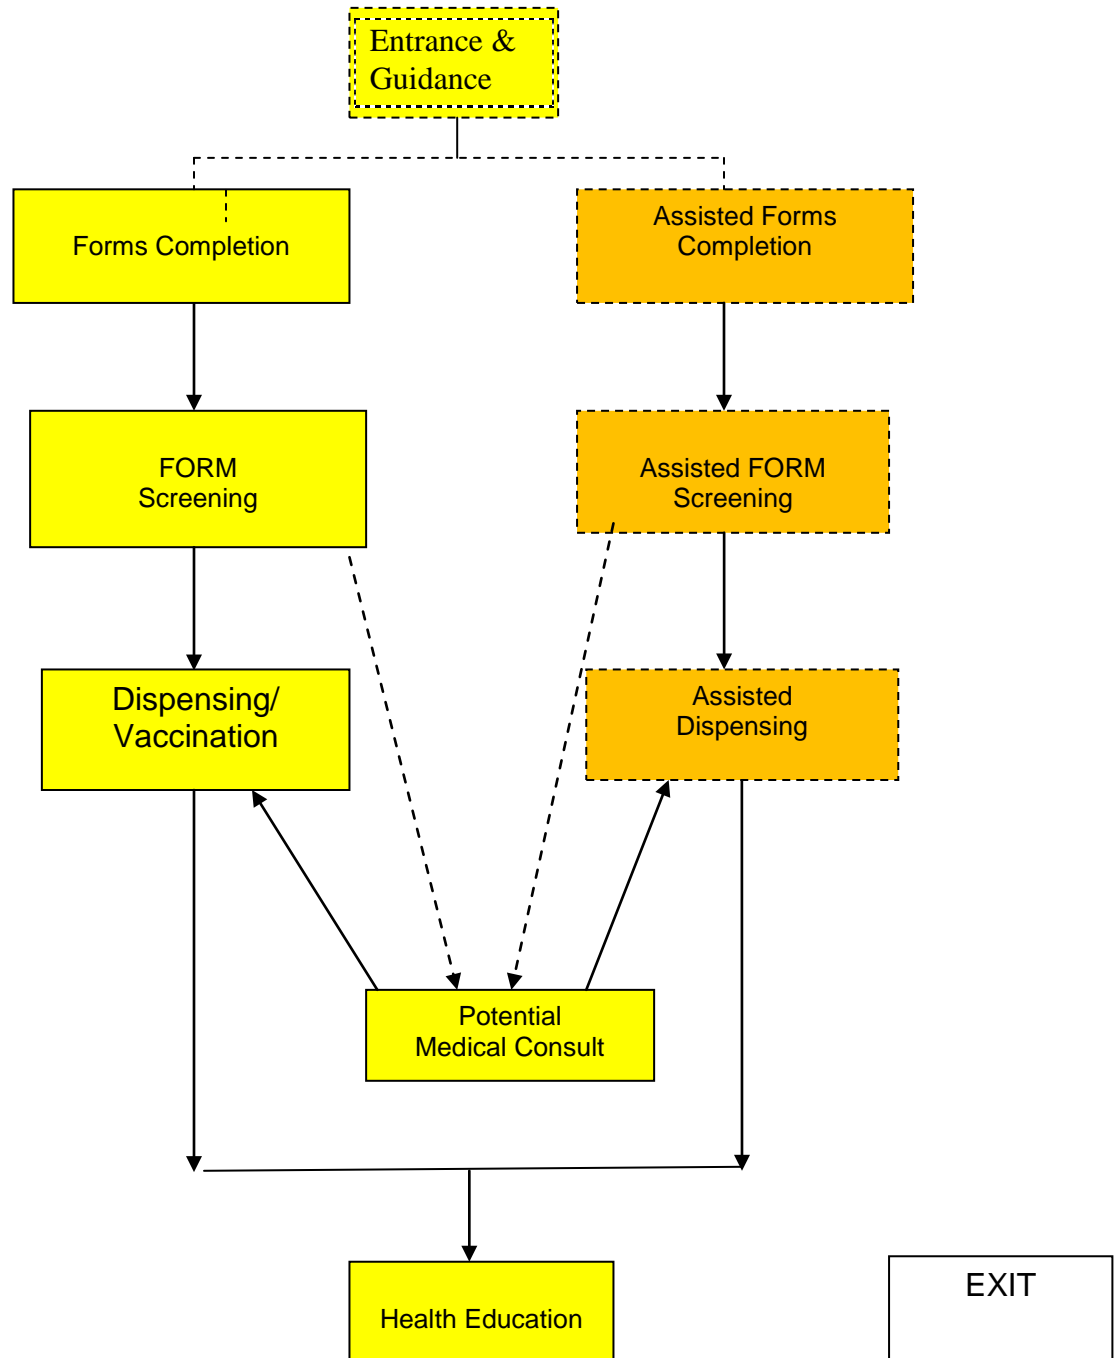 Entrance &
Guidance
Forms Completion
Assisted Forms
Completion
FORM
Screening
Assisted FORM
Screening
Dispensing/
Vaccination
Assisted
Dispensing
Potential
Medical Consult
Health Education
EXIT